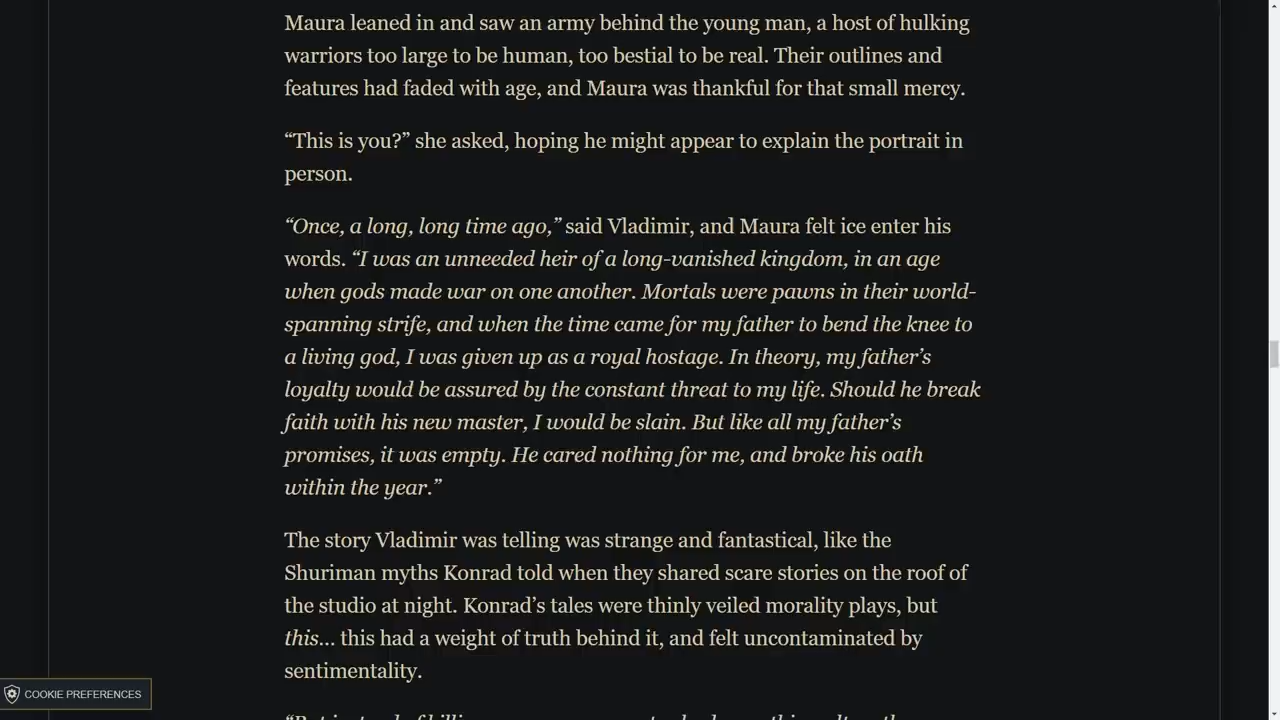 Maura leaned in and saw an army behind the young man, a host of hulking
warriors too large to be human, too bestial to be real. Their outlines and
features had faded with age, and Maura was thankful for that small mercy.
“This is you?” she asked, hoping he might appear to explain the portrait in
person.
“Once, a long, long time ago,” said Vladimir, and Maura felt ice enter his
words. “I was an unneeded heir of a long-vanished kingdom, in an age
when gods made war on one another. Mortals were pawns in their world-
spanning strife, and when the time came for my father to bend the knee to
a living god, I was given up as a royal hostage. In theory, my father’s
loyalty would be assured by the constant threat to my life. Should he break
faith with his new master, I would be slain. But like all my father’s
promises, it was empty. He cared nothing for me, and broke his oath
within the year.”
The story Vladimir was telling was strange and fantastical, like the
Shuriman myths Konrad told when they shared scare stories on the roof of
the studio at night. Konrad’s tales were thinly veiled morality plays, but
this… this had a weight of truth behind it, and felt uncontaminated by
sentimentality.
COOKIE PREFERENCES